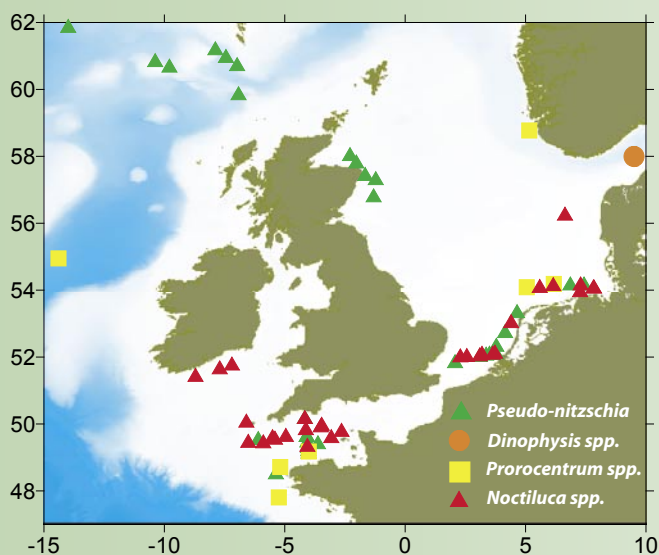 62
60
58
56
54
52
50
48
Pseudo-nitzschia
Dinophysis spp.
Prorocentrum spp.
Noctiluca spp.
-15 -10 -5 0 5 10